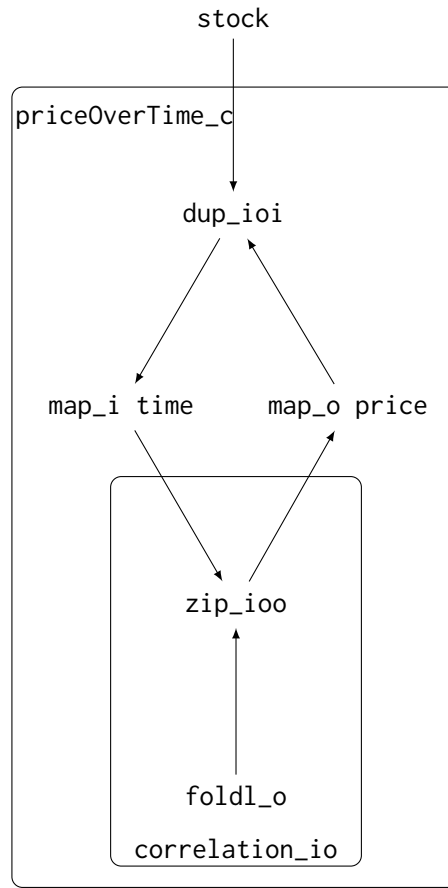 stock
priceOverTime_c
dup_ioi
map_i time map_o price
zip_ioo
foldl_o
correlation_io